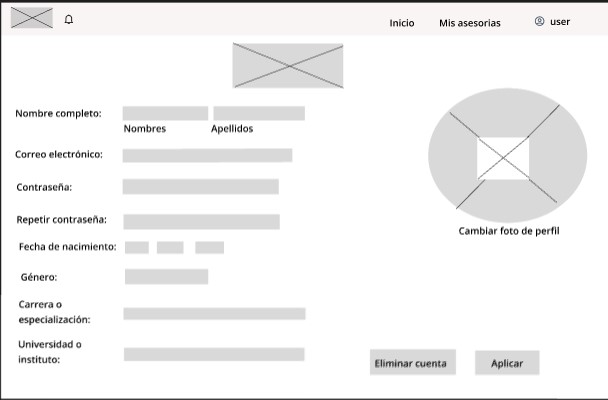 Inicio
Mis asesorias
user
Nombre completo:
Nombres
Apellidos
Correo electrónico:
Contraseña:
Repetir contraseña:
Fecha de nacimiento:
Género:
Carrera o
especialización:
Universidad o
instituto:
Cambiar foto de perfil
Eliminar cuenta
Aplicar